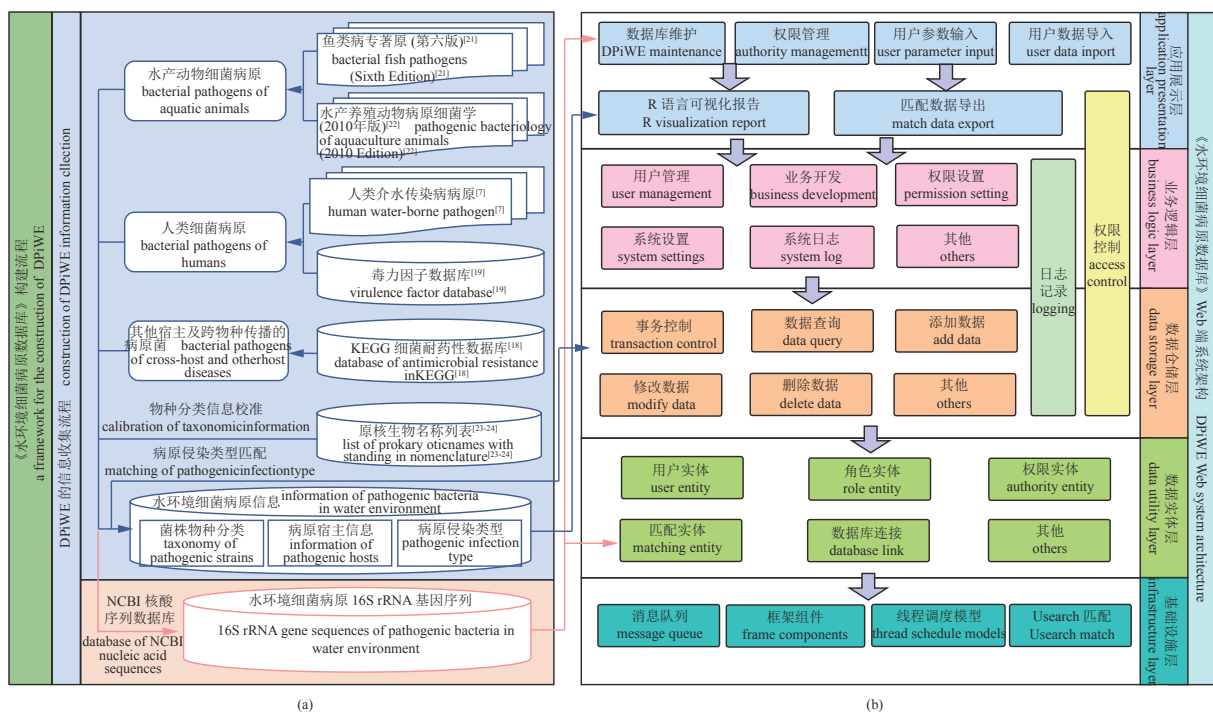 《水环境细菌病原数据库》构建流程
a framework for the construction of DPiWE
DPiWE 的信息收集流程 construction of DPiWE information cllection
水产动物细菌病原
bacterial pathogens of
aquatic animals
鱼类病专著原 (第六版)[21]
bacterial fish pathogens
(Sixth Edition)[21]
水产养殖动物病原细菌学
(2010年版)[22] pathogenic bacteriology
of aquaculture animals
(2010 Edition)[22]
人类细菌病原
bacterial pathogens of
humans
人类介水传染病病原[7]
human water-borne pathogen[7]
毒力因子数据库[19]
virulence factor database[19]
其他宿主及跨物种传播的
病原菌 bacterial pathogens
of cross-host and otherhost
diseases
KEGG 细菌耐药性数据库[18]
database of antimicrobial resistance
inKEGG[18]
物种分类信息校准
calibration of taxonomicinformation
原核生物名称列表[23-24]
list of prokary oticnames with
standing in nomenclature[23-24]
病原侵染类型匹配
matching of pathogenicinfectiontype
水环境细菌病原信息 information of pathogenic bacteria
in water environment
菌株物种分类
taxonomy of
pathogenic strains
病原宿主信息
information of
pathogenic hosts
病原侵染类型
pathogenic infection
type
NCBI 核酸
序列数据库
database of NCBI
nucleic acid
sequences
水环境细菌病原 16S rRNA 基因序列
16S rRNA gene sequences of pathogenic bacteria in
water environment
(a)
数据库维护
DPiWE maintenance
权限管理
authority managementt
用户参数输入
user parameter input
用户数据导入
user data inport
R 语言可视化报告
R visualization report
匹配数据导出
match data export
应用展示层
application presentation
layer
用户管理
user management
业务开发
business development
权限设置
permission setting
系统设置
system settings
系统日志
system log
其他
others
业务逻辑层
business logic layer
日志
记录
logging
权限
控制
access
control
事务控制
transaction control
数据查询
data query
添加数据
add data
修改数据
modify data
删除数据
delete data
其他
others
数据仓储层
data storage layer
用户实体
user entity
角色实体
role entity
权限实体
authority entity
匹配实体
matching entity
数据库连接
database link
其他
others
数据实体层
data utility layer
消息队列
message queue
框架组件
frame components
线程调度模型
thread schedule models
Usearch 匹配
Usearch match
基础设施层
infrastructure layer
《水环境细菌病原数据库》Web 端系统架构 DPiWE Web system architecture
(b)